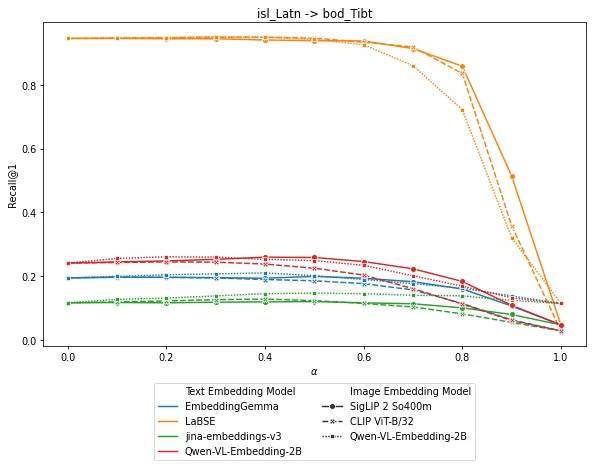 isl_Latn -> bod_Tibt
Recall@1
0.8
0.6
0.4
0.2
0.0
0.0 0.2 0.4 0.6 0.8 1.0
α
Text Embedding Model Image Embedding Model
EmbeddingGemma SigLIP 2 So400m
LaBSE CLIP ViT-B/32
jina-embeddings-v3 Qwen-VL-Embedding-2B
Qwen-VL-Embedding-2B